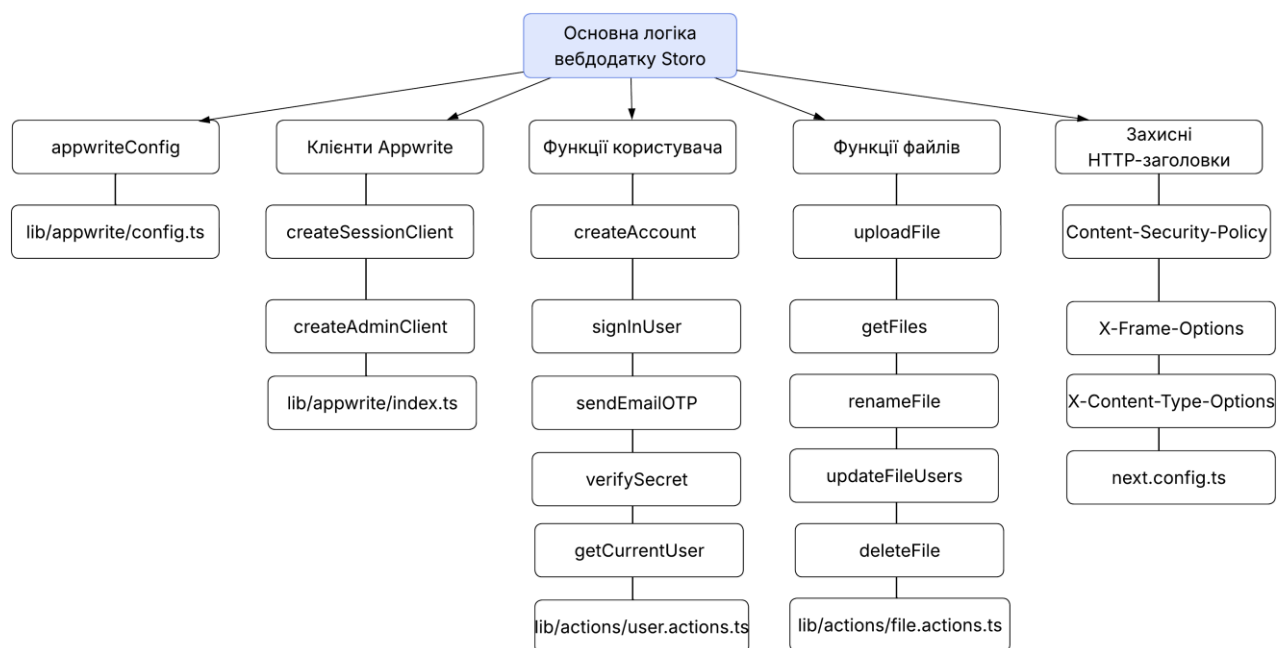 Основна логіка
вебдодатку Storo
appwriteConfig
lib/appwrite/config.ts
Клієнти Appwrite
createSessionClient
createAdminClient
lib/appwrite/index.ts
Функції користувача
createAccount
signInUser
sendEmailOTP
verifySecret
getCurrentUser
lib/actions/user.actions.ts
Функції файлів
uploadFile
getFiles
renameFile
updateFileUsers
deleteFile
lib/actions/file.actions.ts
Захисні
HTTP-заголовки
Content-Security-Policy
X-Frame-Options
X-Content-Type-Options
next.config.ts